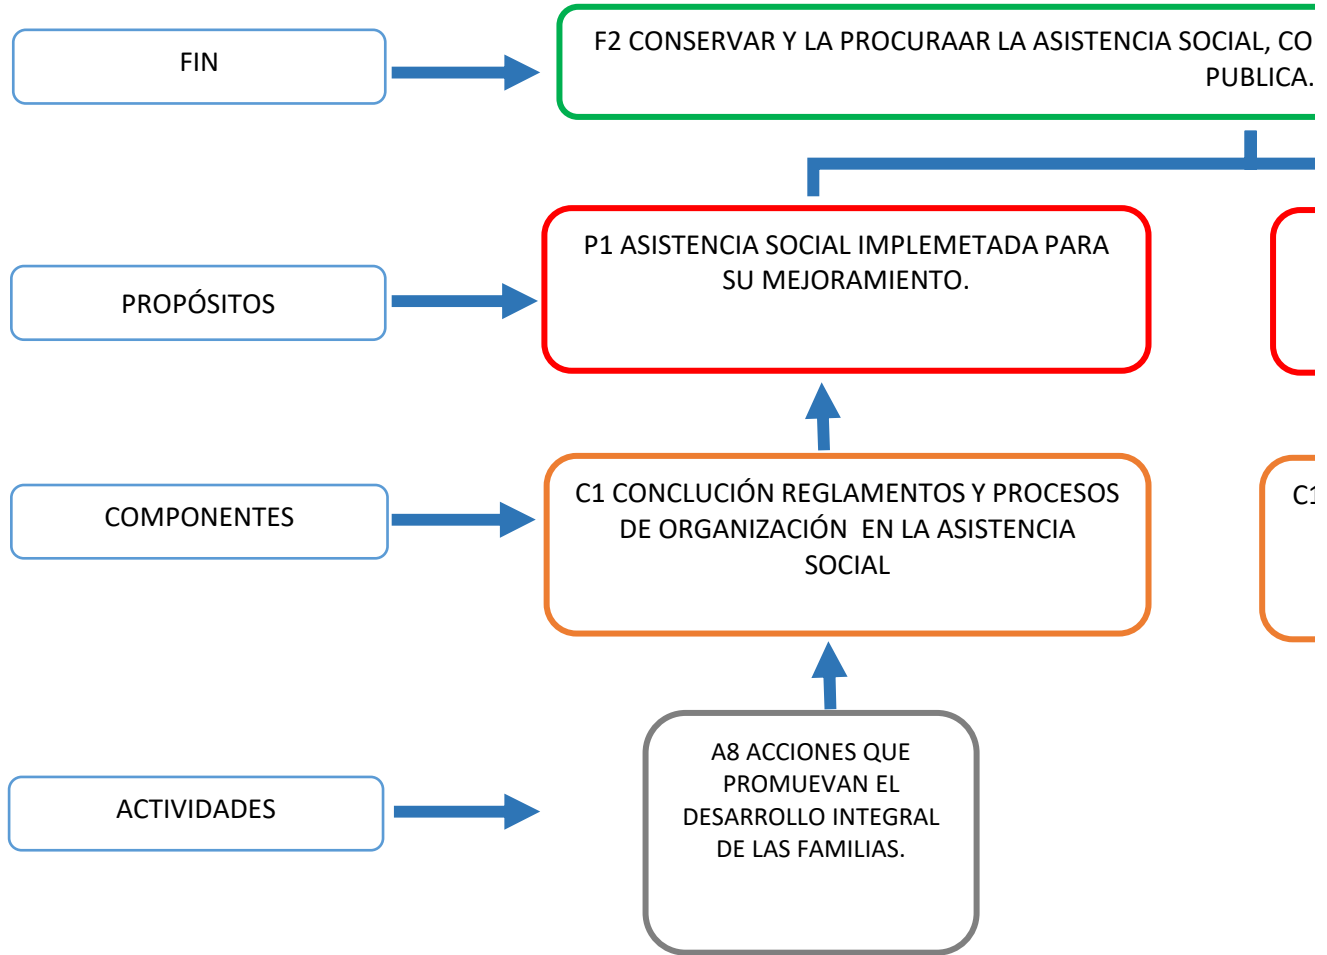 FIN
F2 CONSERVAR Y LA PROCURAAR LA ASISTENCIA SOCIAL, CO
PUBLICA.
PROPÓSITOS
P1 ASISTENCIA SOCIAL IMPLEMETADA PARA
SU MEJORAMIENTO.
COMPONENTES
C1 CONCLUCIÓN REGLAMENTOS Y PROCESOS
DE ORGANIZACIÓN EN LA ASISTENCIA
SOCIAL
C1
ACTIVIDADES
A8 ACCIONES QUE
PROMUEVAN EL
DESARROLLO INTEGRAL
DE LAS FAMILIAS.